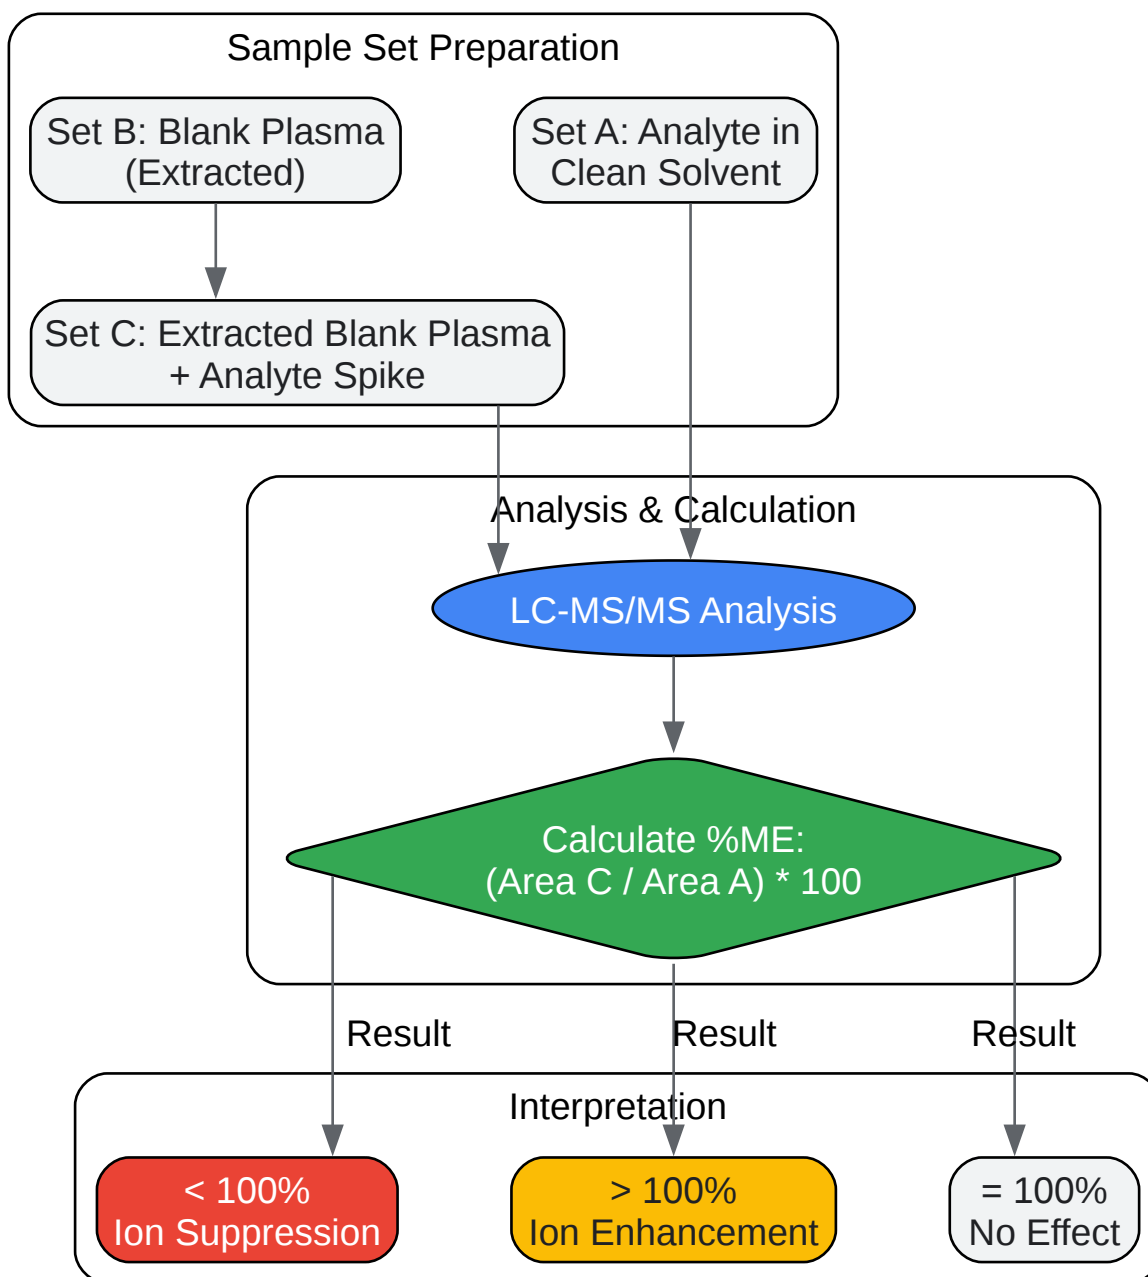 Sample Set Preparation
Set B: Blank Plasma
(Extracted)
Set A: Analyte in
Clean Solvent
Set C: Extracted Blank Plasma
+ Analyte Spike
Analysis & Calculation
LC-MS/MS Analysis
Calculate %ME:
(Area C / Area A) * 100
Result
Result
Result
Interpretation
< 100%
Ion Suppression
> 100%
Ion Enhancement
= 100%
No Effect